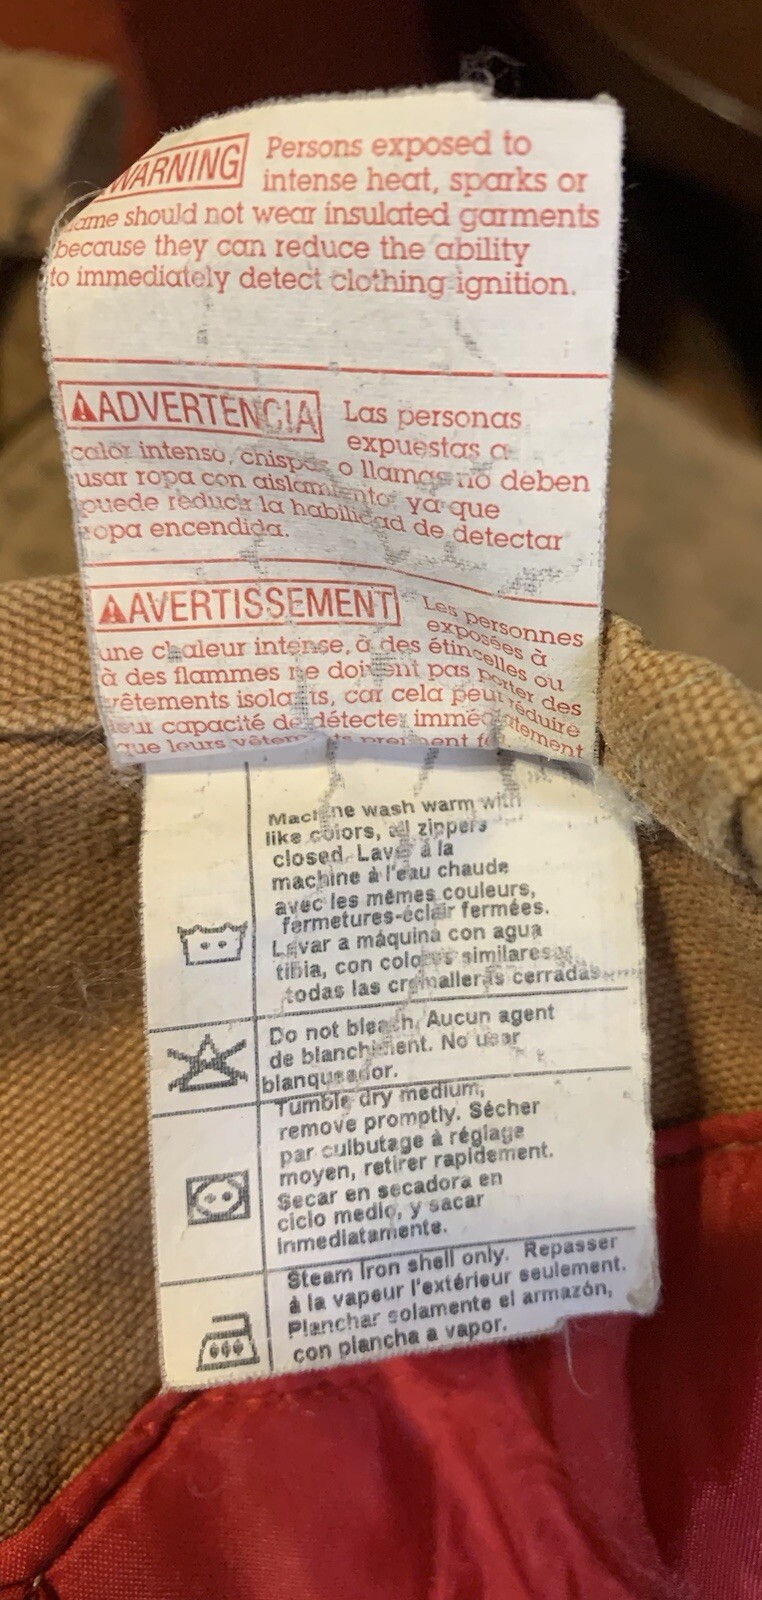 WARNING Persons exposed to
intense heat, sparks or
flame should not wear insulated garments
because they can reduce the ability
to immediately detect clothing ignition.
ADVERTENCIA Las personas
expuestas a
calor intenso, chispas o llamas no deben
usar ropa con aislamiento ya que
puede reducir la habilidad de detectar
ropa encendida.
AVERTISSEMENT Les personnes
exposées à
une chaleur intense, à des étincelles ou
à des flammes ne doivent pas porter des
vêtements isolants, car cela peut réduire
leur capacité de détecter immédiatement
que leurs vêtements prennent
Machine wash warm with
like colors, all zippers
closed. Laver à la
machine à l'eau chaude
avec les mêmes couleurs,
fermetures-éclair fermées.
Lavar a máquina con agua
tibia, con colores similares
todas las cremalleras cerradas
Do not bleach. Aucun agent
de blanchiment. No usar
blanqueador.
Tumble dry medium,
remove promptly. Sécher
par culbutage à réglage
moyen, retirer rapidement.
Secar en secadora en
ciclo medio, y sacar
inmediatamente.
Steam Iron shell only. Repasser
à la vapeur l'extérieur seulement.
Planchar solamente el armazón,
con plancha a vapor.